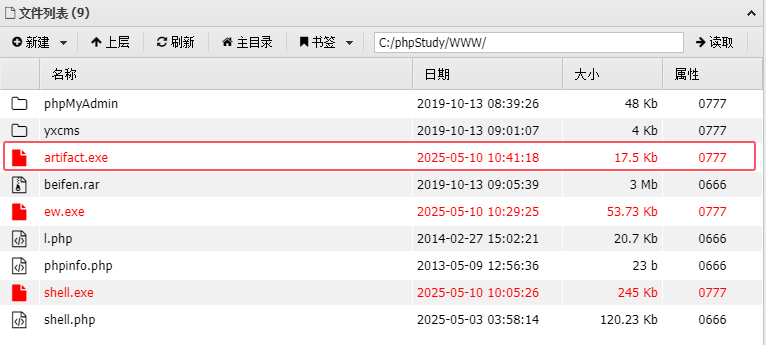 文件列表 (9)
新建 上层 刷新 主目录 书签 C:/phpStudy/WWW/ 读取
名称 日期 大小 属性
phpMyAdmin 2019-10-13 08:39:26 48 Kb 0777
yxcms 2019-10-13 09:01:07 4 Kb 0777
artifact.exe 2025-05-10 10:41:18 17.5 Kb 0777
beifen.rar 2019-10-13 09:05:39 3 Mb 0666
ew.exe 2025-05-10 10:29:25 53.73 Kb 0777
l.php 2014-02-27 15:02:21 20.7 Kb 0666
phpinfo.php 2013-05-09 12:56:36 23 b 0666
shell.exe 2025-05-10 10:05:26 245 Kb 0777
shell.php 2025-05-03 03:58:14 120.23 Kb 0666